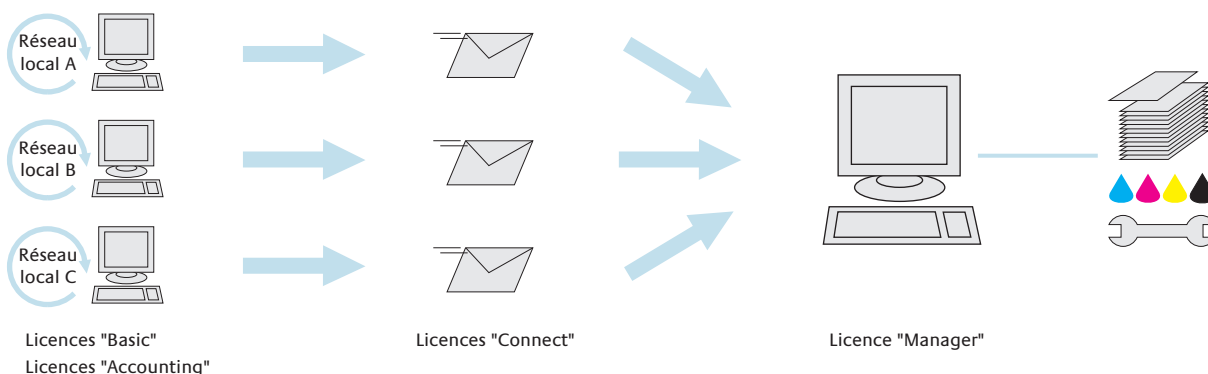 Réseau
local A
Réseau
local B
Réseau
local C
Licences "Basic"
Licences "Accounting"
Licences "Connect"
Licence "Manager"